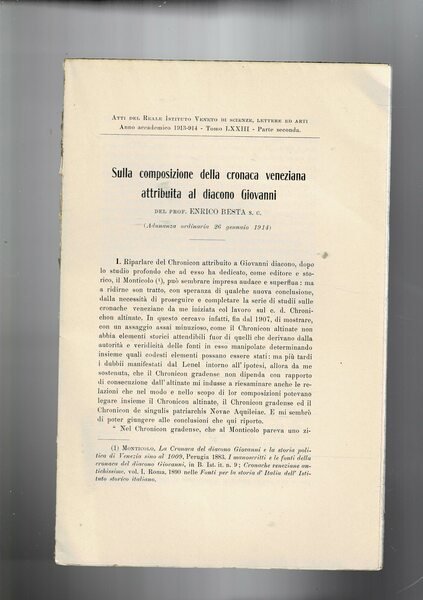 Atti del Reale Istituto Veneto di scienze, lettere ed arti
Anno accademico 1913-914 - Tomo LXXIII - Parte seconda.
Sulla composizione della cronaca veneziana
attribuita al diacono Giovanni
DEL PROF. ENRICO BESTA S. C.
(Adunanza ordinaria 26 gennaio 1914)
I. Riparlare del Chronicon attribuito a Giovanni diacono, dopo
lo studio profondo che ad esso ha dedicato, come editore e sto-
rico, il Monticolo (1), può sembrare impresa audace e superflua: ma
a ridirne son tratto, con speranza di qualche nuova conclusione,
dalla necessità di proseguire e completare la serie di studii sulle
cronache veneziane da me iniziata col lavoro sul c. d. Chroni-
chon altinate. In questo cercavo infatti, fin dal 1907, di mostrare,
con un assaggio assai minuzioso, come il Chronicon altinate non
abbia elementi storici attendibili fuor di quelli che derivano dalla
autorità e veridicità delle fonti in esso manipolate determinando
insieme quali codesti elementi possano essere stati: ma più tardi
i dubbii manifestati dal Lenel intorno all'ipotesi, allora da me
sostenuta, che il Chronicon gradense non dipenda con rapporto
di consecuzione dall'altinate mi indusse a riesaminare anche le re-
lazioni che nel modo e nello scopo di lor composizioni potevano
legare insieme il Chronicon altinate, il Chronicon gradense ed il
Chronicon de singulis patriarchis Novae Aquileiae. E mi sembrò
di poter giungere alle conclusioni che qui riporto.
" Nel Chronicon gradense, che al Monticolo pareva uno zi-
(1) Monticolo, La Cronaca del diacono Giovanni e la storia poli-
tica di Venezia sino al 1009, Perugia 1883. I manoscritti e le fonti della
cronaca del diacono Giovanni, in B. Ist. it. n. 9; Cronache veneziane an-
tichissime, vol. I. Roma, 1890 nelle Fonti per la storia d'Italia dell'Isti-
tuto storico italiano.